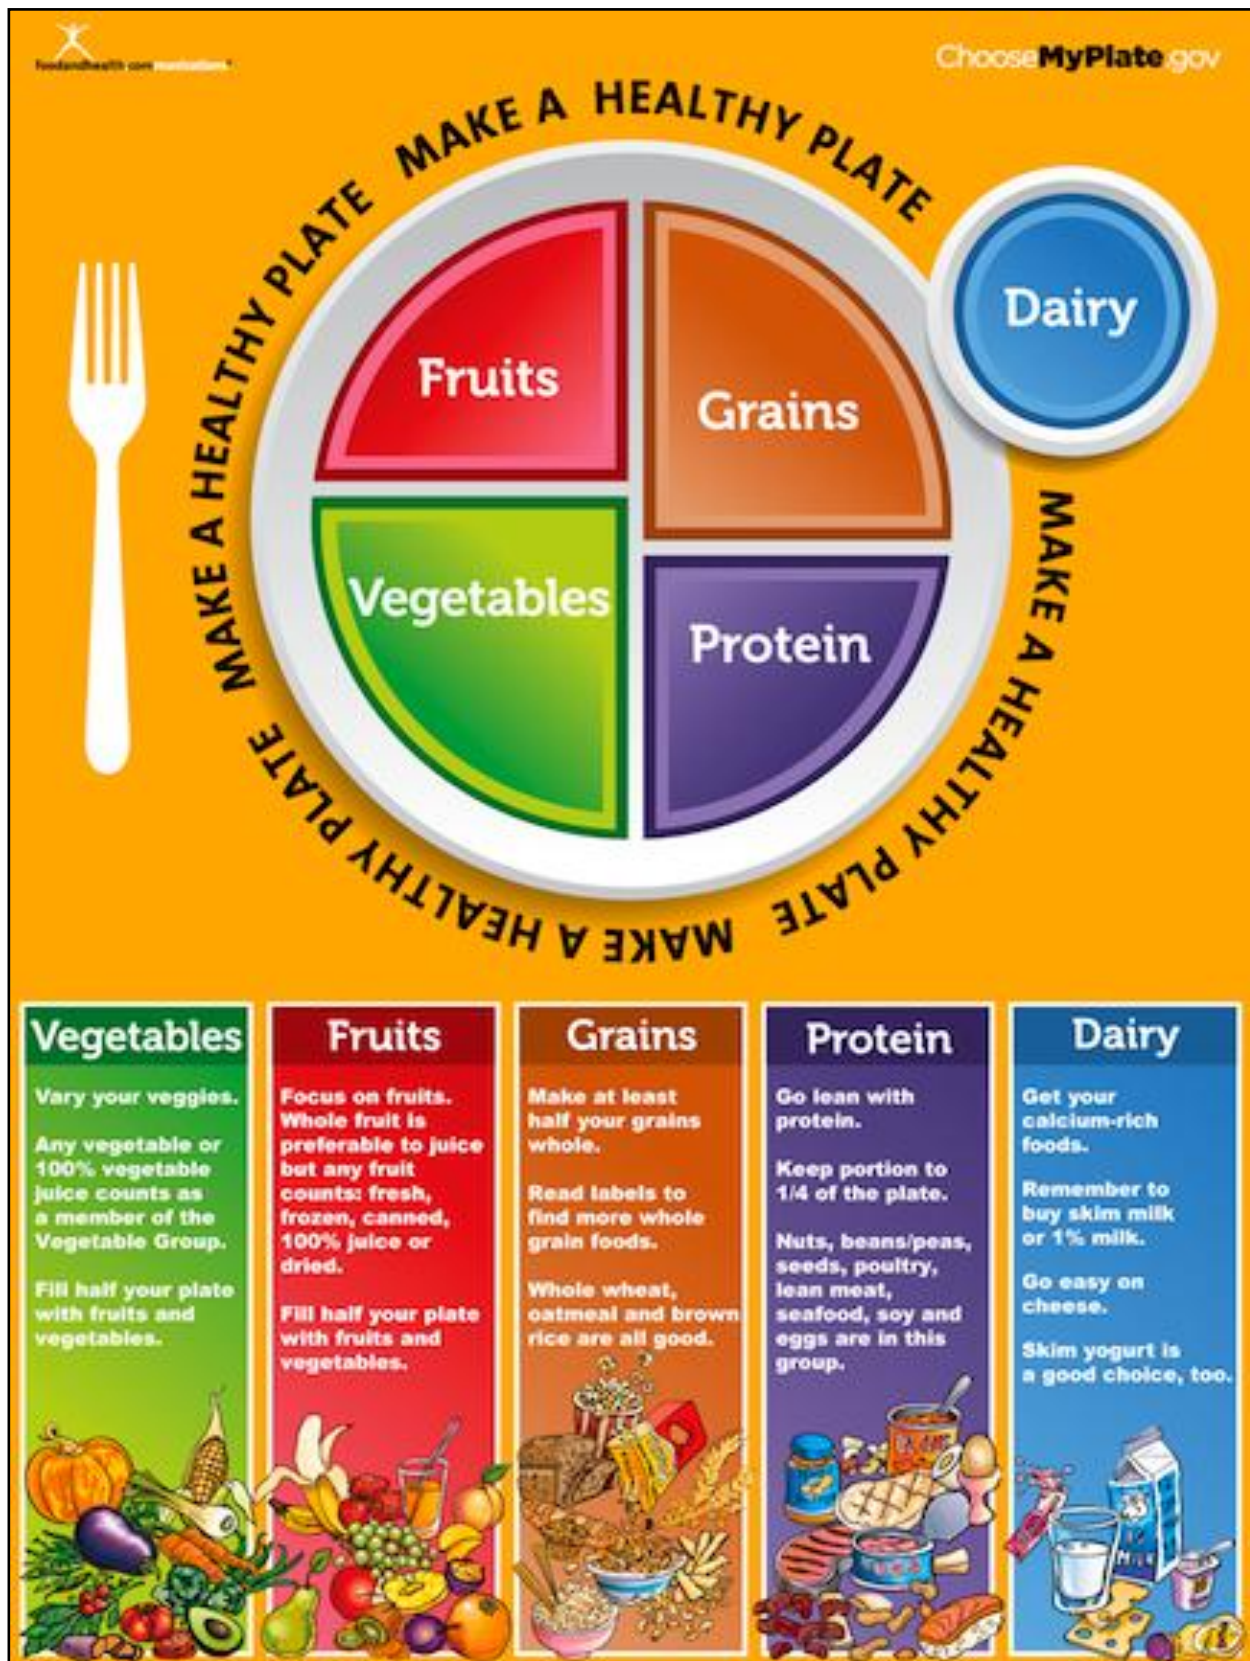 foodandhealth communications
ChooseMyPlate.gov
MAKE A HEALTHY PLATE
MAKE A HEALTHY PLATE
MAKE A HEALTHY PLATE
MAKE A HEALTHY PLATE
Fruits
Grains
Dairy
Vegetables
Protein
Vegetables
Vary your veggies.
Any vegetable or
100% vegetable
juice counts as
a member of the
Vegetable Group.
Fill half your plate
with fruits and
vegetables.
Fruits
Focus on fruits.
Whole fruit is
preferable to juice
but any fruit
counts: fresh,
frozen, canned,
100% juice or
dried.
Fill half your plate
with fruits and
vegetables.
Grains
Make at least
half your grains
whole.
Read labels to
find more whole
grain foods.
Whole wheat,
oatmeal and brown
rice are all good.
Protein
Go lean with
protein.
Keep portion to
1/4 of the plate.
Nuts, beans/peas,
seeds, poultry,
lean meat,
seafood, soy and
eggs are in this
group.
Dairy
Get your
calcium-rich
foods.
Remember to
buy skim milk
or 1% milk.
Go easy on
cheese.
Skim yogurt is
a good choice, too.
MILK